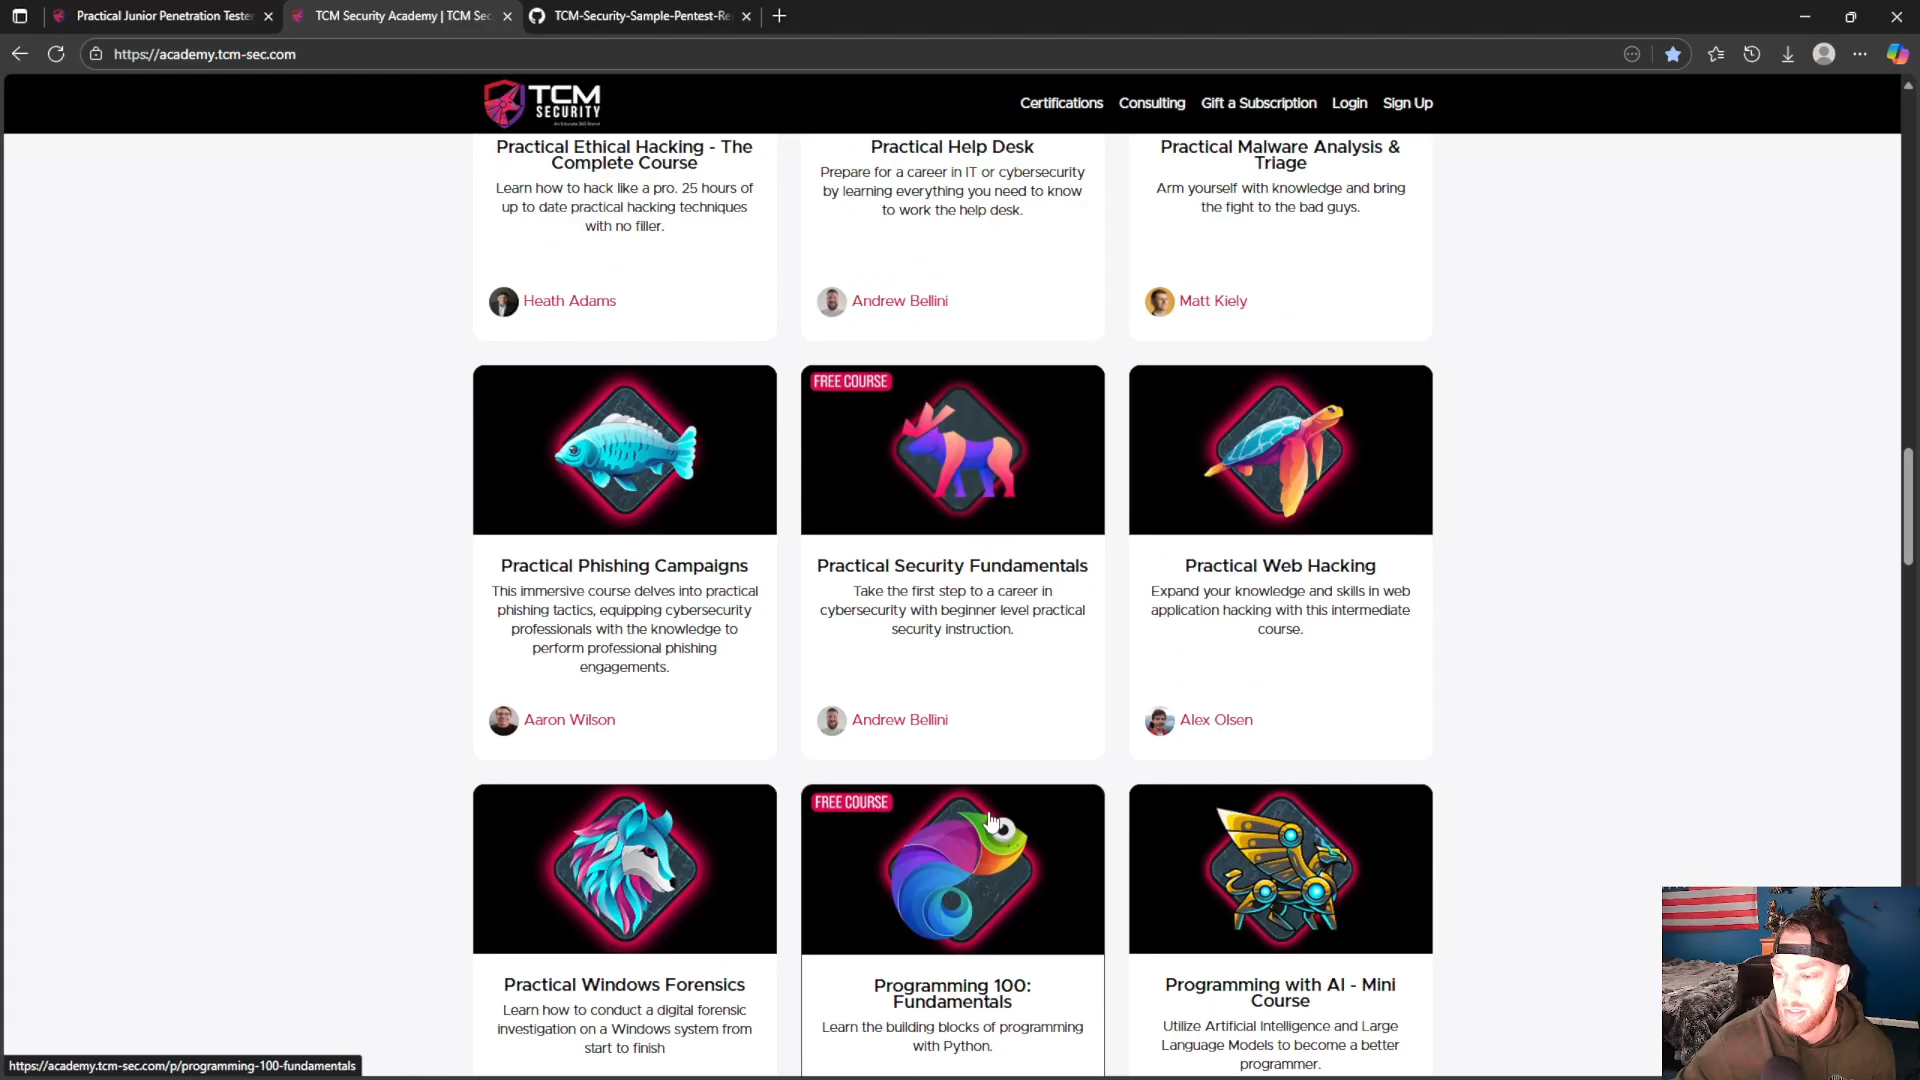 Practical Junior Penetration Teste
TCM Security Academy | TCM Sec
TCM-Security-Sample-Pentest-Re
https://academy.tcm-sec.com
TCM
SECURITY
Certifications
Consulting
Gift a Subscription
Login
Sign Up
Practical Ethical Hacking - The
Complete Course
Learn how to hack like a pro. 25 hours of
up to date practical hacking techniques
with no filler.
Heath Adams
Practical Help Desk
Prepare for a career in IT or cybersecurity
by learning everything you need to know
to work the help desk.
Andrew Bellini
Practical Malware Analysis &
Triage
Arm yourself with knowledge and bring
the fight to the bad guys.
Matt Kiely
Practical Phishing Campaigns
This immersive course delves into practical
phishing tactics, equipping cybersecurity
professionals with the knowledge to
perform professional phishing
engagements.
Aaron Wilson
FREE COURSE
Practical Security Fundamentals
Take the first step to a career in
cybersecurity with beginner level practical
security instruction.
Andrew Bellini
Practical Web Hacking
Expand your knowledge and skills in web
application hacking with this intermediate
course.
Alex Olsen
Practical Windows Forensics
Learn how to conduct a digital forensic
investigation on a Windows system from
start to finish
FREE COURSE
Programming 100:
Fundamentals
Learn the building blocks of programming
with Python.
Programming with AI - Mini
Course
Utilize Artificial Intelligence and Large
Language Models to become a better
programmer.
https://academy.tcm-sec.com/p/programming-100-fundamentals